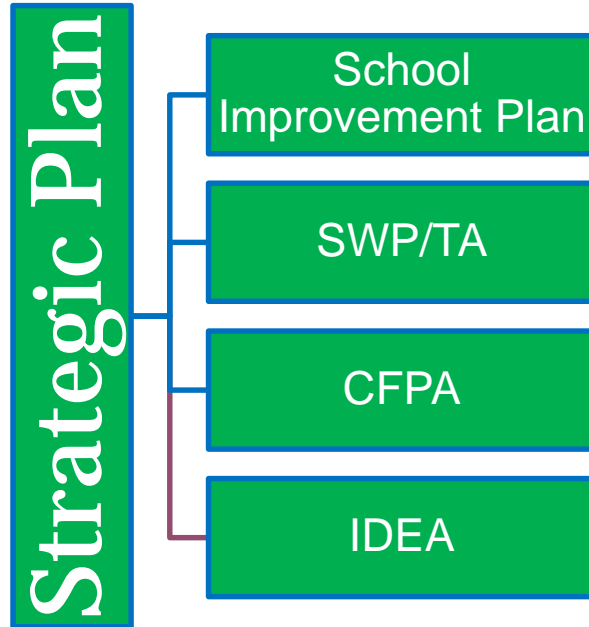 Strategic Plan
School
Improvement Plan
SWP/TA
CFPA
IDEA